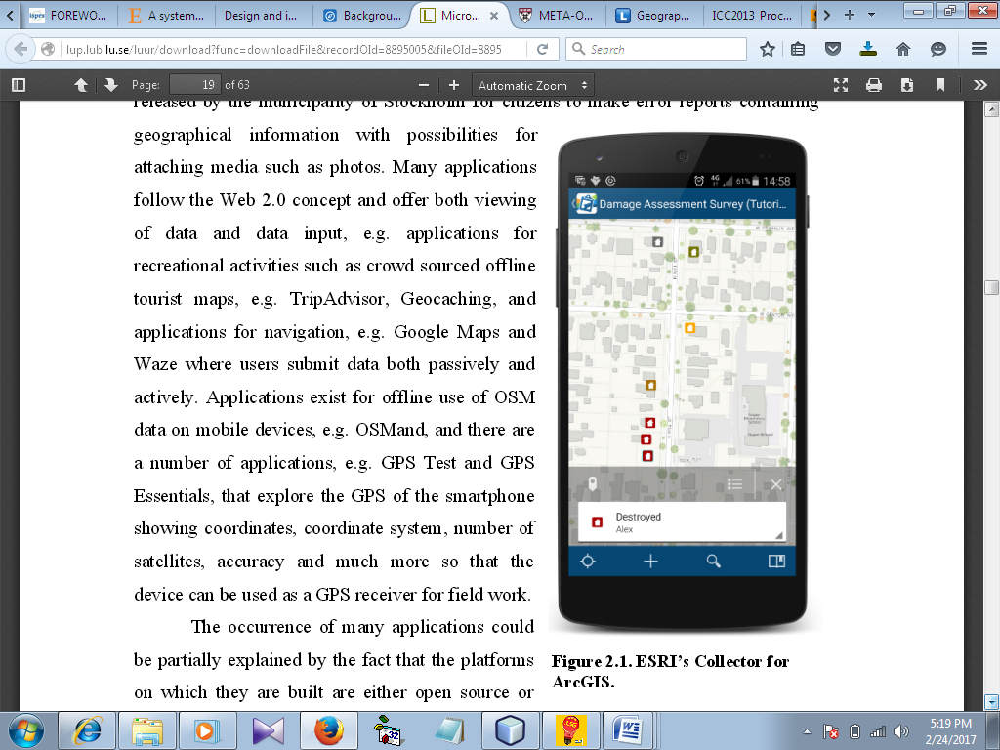 FOREWO...
A system...
Design and i...
Backgrou...
Micro...
META-O...
Geograp...
ICC2013_Proc...
lup.lub.lu.se/luur/download?func=downloadFile&recordOId=8895005&fileOId=8895
Search
Page: 19 of 63
Automatic Zoom
released by the municipality of Stockholm for citizens to make error reports containing
geographical information with possibilities for
attaching media such as photos. Many applications
follow the Web 2.0 concept and offer both viewing
of data and data input, e.g. applications for
recreational activities such as crowd sourced offline
tourist maps, e.g. TripAdvisor, Geocaching, and
applications for navigation, e.g. Google Maps and
Waze where users submit data both passively and
actively. Applications exist for offline use of OSM
data on mobile devices, e.g. OSMand, and there are
a number of applications, e.g. GPS Test and GPS
Essentials, that explore the GPS of the smartphone
showing coordinates, coordinate system, number of
satellites, accuracy and much more so that the
device can be used as a GPS receiver for field work.
The occurrence of many applications could
be partially explained by the fact that the platforms
on which they are built are either open source or
4G 61% 14:58
Damage Assessment Survey (Tutori...
Destroyed
Alex
Figure 2.1. ESRI's Collector for
ArcGIS.
5:19 PM
2/24/2017